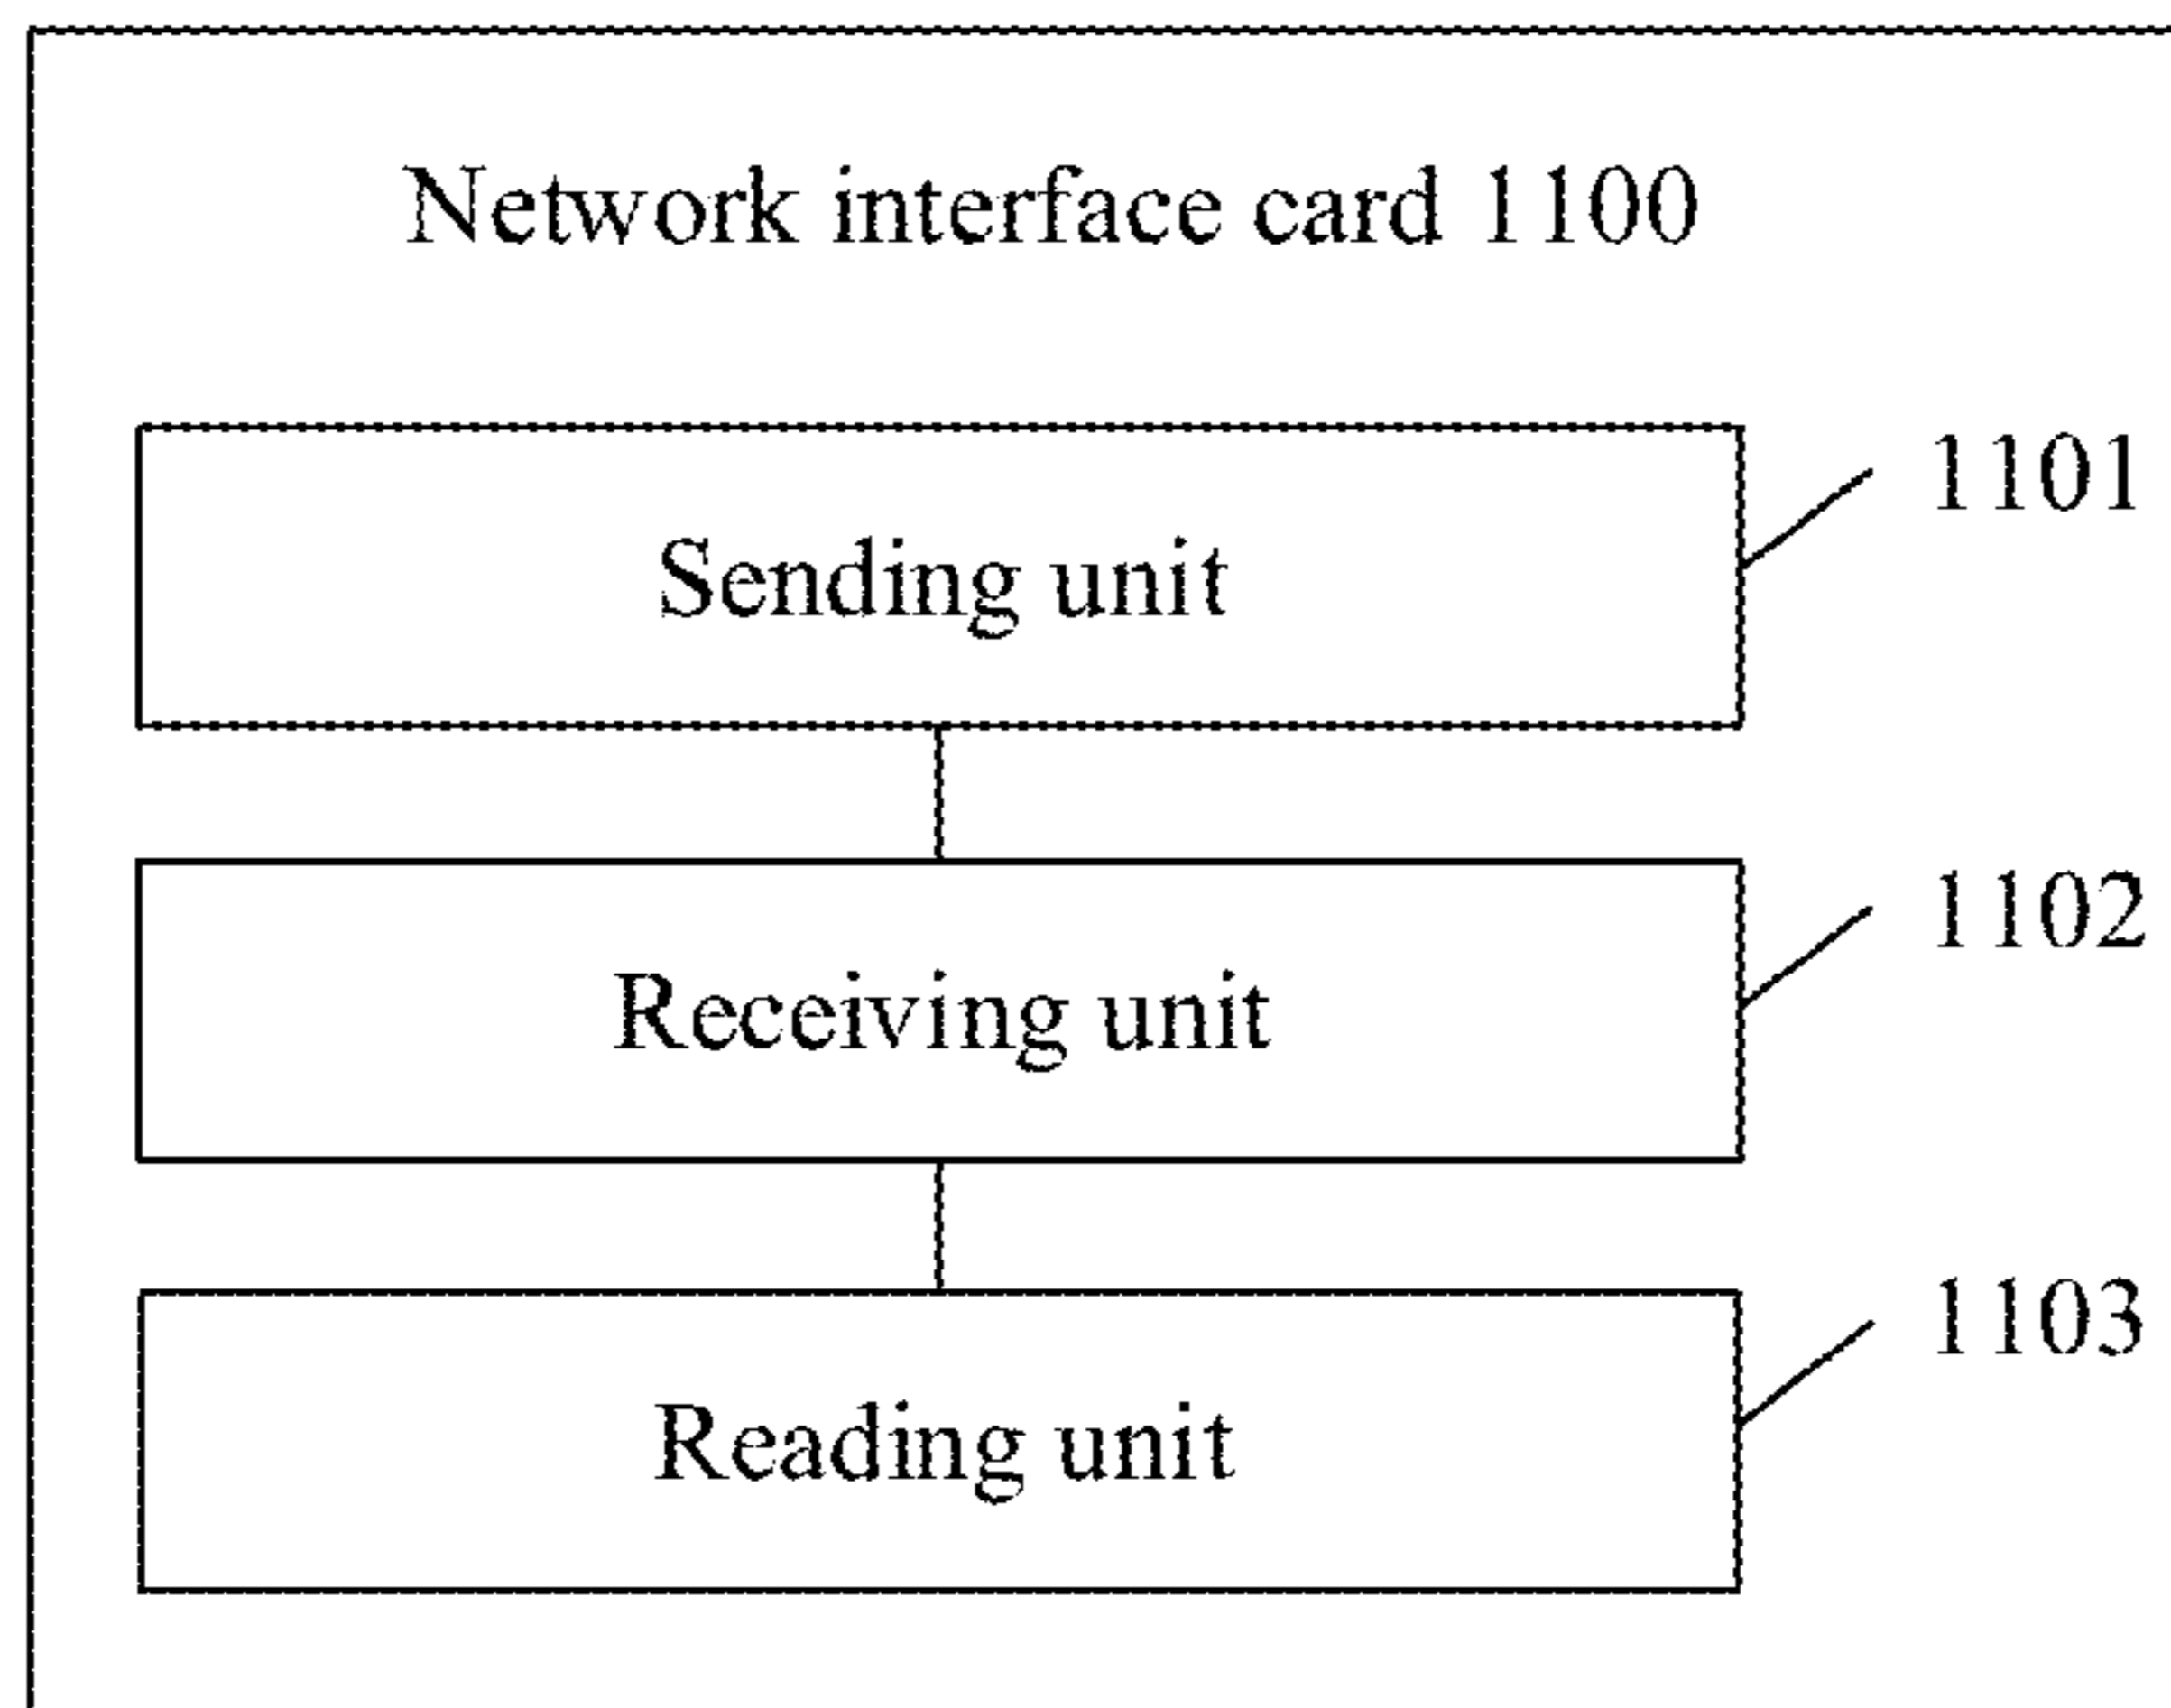 Network interface card 1100
1101
Sending unit
1102
Receiving unit
1103
Reading unit